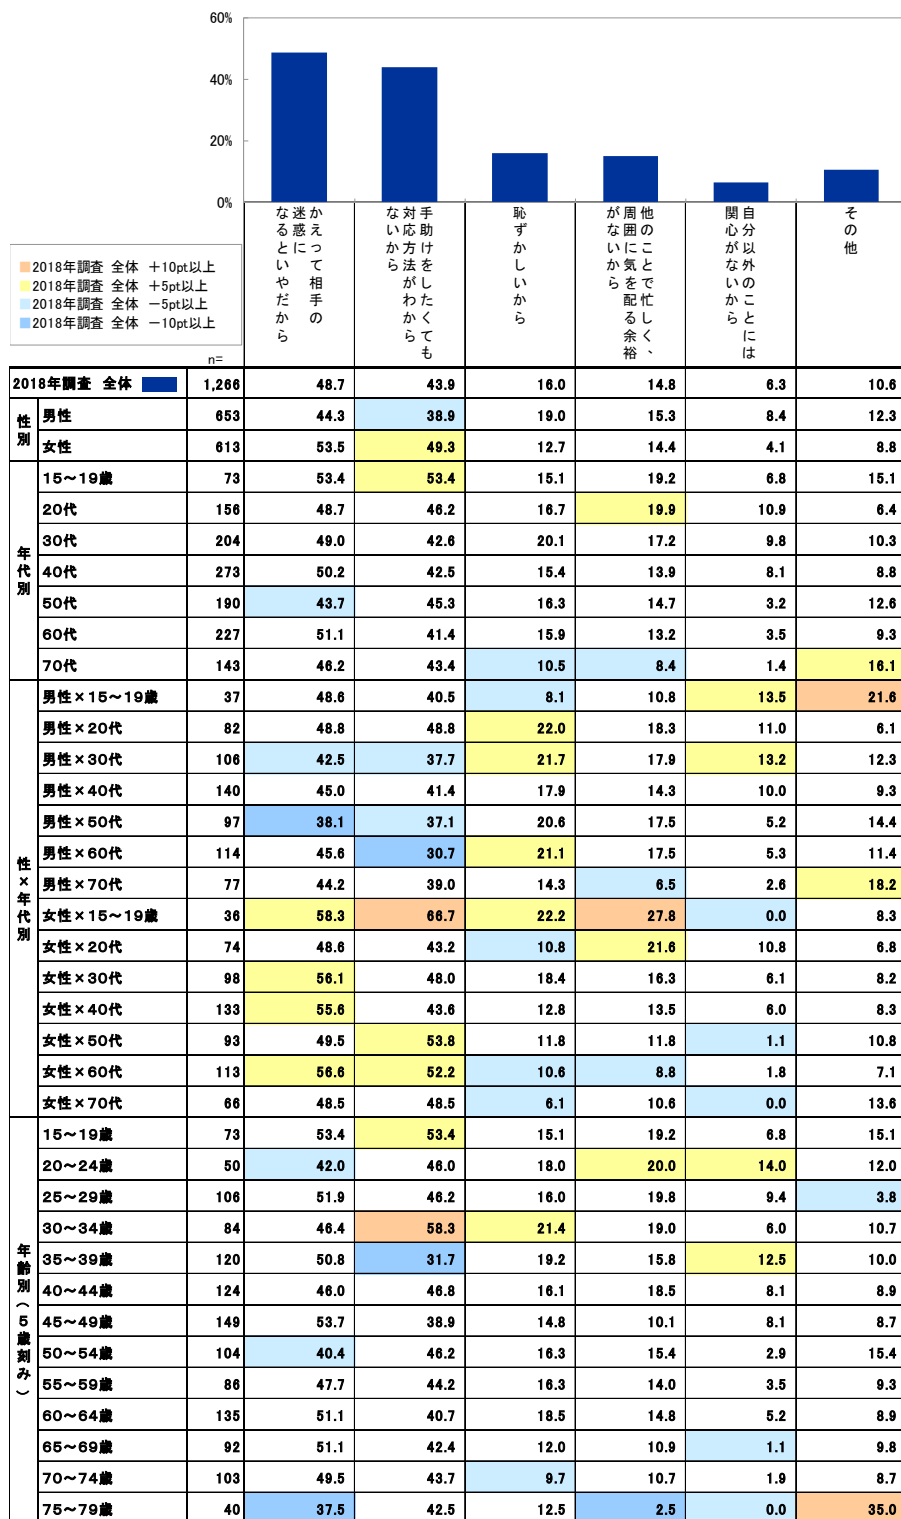 60%
40%
20%
0%
かえって相手の
迷惑に
なるといやだから
手助けをしたくても
対応方法がわから
ないから
恥ずかしいから
他のことで忙しく、
周囲に気を配る余裕
がないから
自分以外のことには
関心がないから
その他
2018年調査 全体 +10pt以上
2018年調査 全体 +5pt以上
2018年調査 全体 -5pt以上
2018年調査 全体 -10pt以上
n=
2018年調査 全体 1,266 48.7 43.9 16.0 14.8 6.3 10.6
性別
男性 653 44.3 38.9 19.0 15.3 8.4 12.3
女性 613 53.5 49.3 12.7 14.4 4.1 8.8
年代別
15~19歳 73 53.4 53.4 15.1 19.2 6.8 15.1
20代 156 48.7 46.2 16.7 19.9 10.9 6.4
30代 204 49.0 42.6 20.1 17.2 9.8 10.3
40代 273 50.2 42.5 15.4 13.9 8.1 8.8
50代 190 43.7 45.3 16.3 14.7 3.2 12.6
60代 227 51.1 41.4 15.9 13.2 3.5 9.3
70代 143 46.2 43.4 10.5 8.4 1.4 16.1
性×年代別
男性×15~19歳 37 48.6 40.5 8.1 10.8 13.5 21.6
男性×20代 82 48.8 48.8 22.0 18.3 11.0 6.1
男性×30代 106 42.5 37.7 21.7 17.9 13.2 12.3
男性×40代 140 45.0 41.4 17.9 14.3 10.0 9.3
男性×50代 97 38.1 37.1 20.6 17.5 5.2 14.4
男性×60代 114 45.6 30.7 21.1 17.5 5.3 11.4
男性×70代 77 44.2 39.0 14.3 6.5 2.6 18.2
女性×15~19歳 36 58.3 66.7 22.2 27.8 0.0 8.3
女性×20代 74 48.6 43.2 10.8 21.6 10.8 6.8
女性×30代 98 56.1 48.0 18.4 16.3 6.1 8.2
女性×40代 133 55.6 43.6 12.8 13.5 6.0 8.3
女性×50代 93 49.5 53.8 11.8 11.8 1.1 10.8
女性×60代 113 56.6 52.2 10.6 8.8 1.8 7.1
女性×70代 66 48.5 48.5 6.1 10.6 0.0 13.6
年齢別(5歳刻み)
15~19歳 73 53.4 53.4 15.1 19.2 6.8 15.1
20~24歳 50 42.0 46.0 18.0 20.0 14.0 12.0
25~29歳 106 51.9 46.2 16.0 19.8 9.4 3.8
30~34歳 84 46.4 58.3 21.4 19.0 6.0 10.7
35~39歳 120 50.8 31.7 19.2 15.8 12.5 10.0
40~44歳 124 46.0 46.8 16.1 18.5 8.1 8.9
45~49歳 149 53.7 38.9 14.8 10.1 8.1 8.7
50~54歳 104 40.4 46.2 16.3 15.4 2.9 15.4
55~59歳 86 47.7 44.2 16.3 14.0 3.5 9.3
60~64歳 135 51.1 40.7 18.5 14.8 5.2 8.9
65~69歳 92 51.1 42.4 12.0 10.9 1.1 9.8
70~74歳 103 49.5 43.7 9.7 10.7 1.9 8.7
75~79歳 40 37.5 42.5 12.5 2.5 0.0 35.0